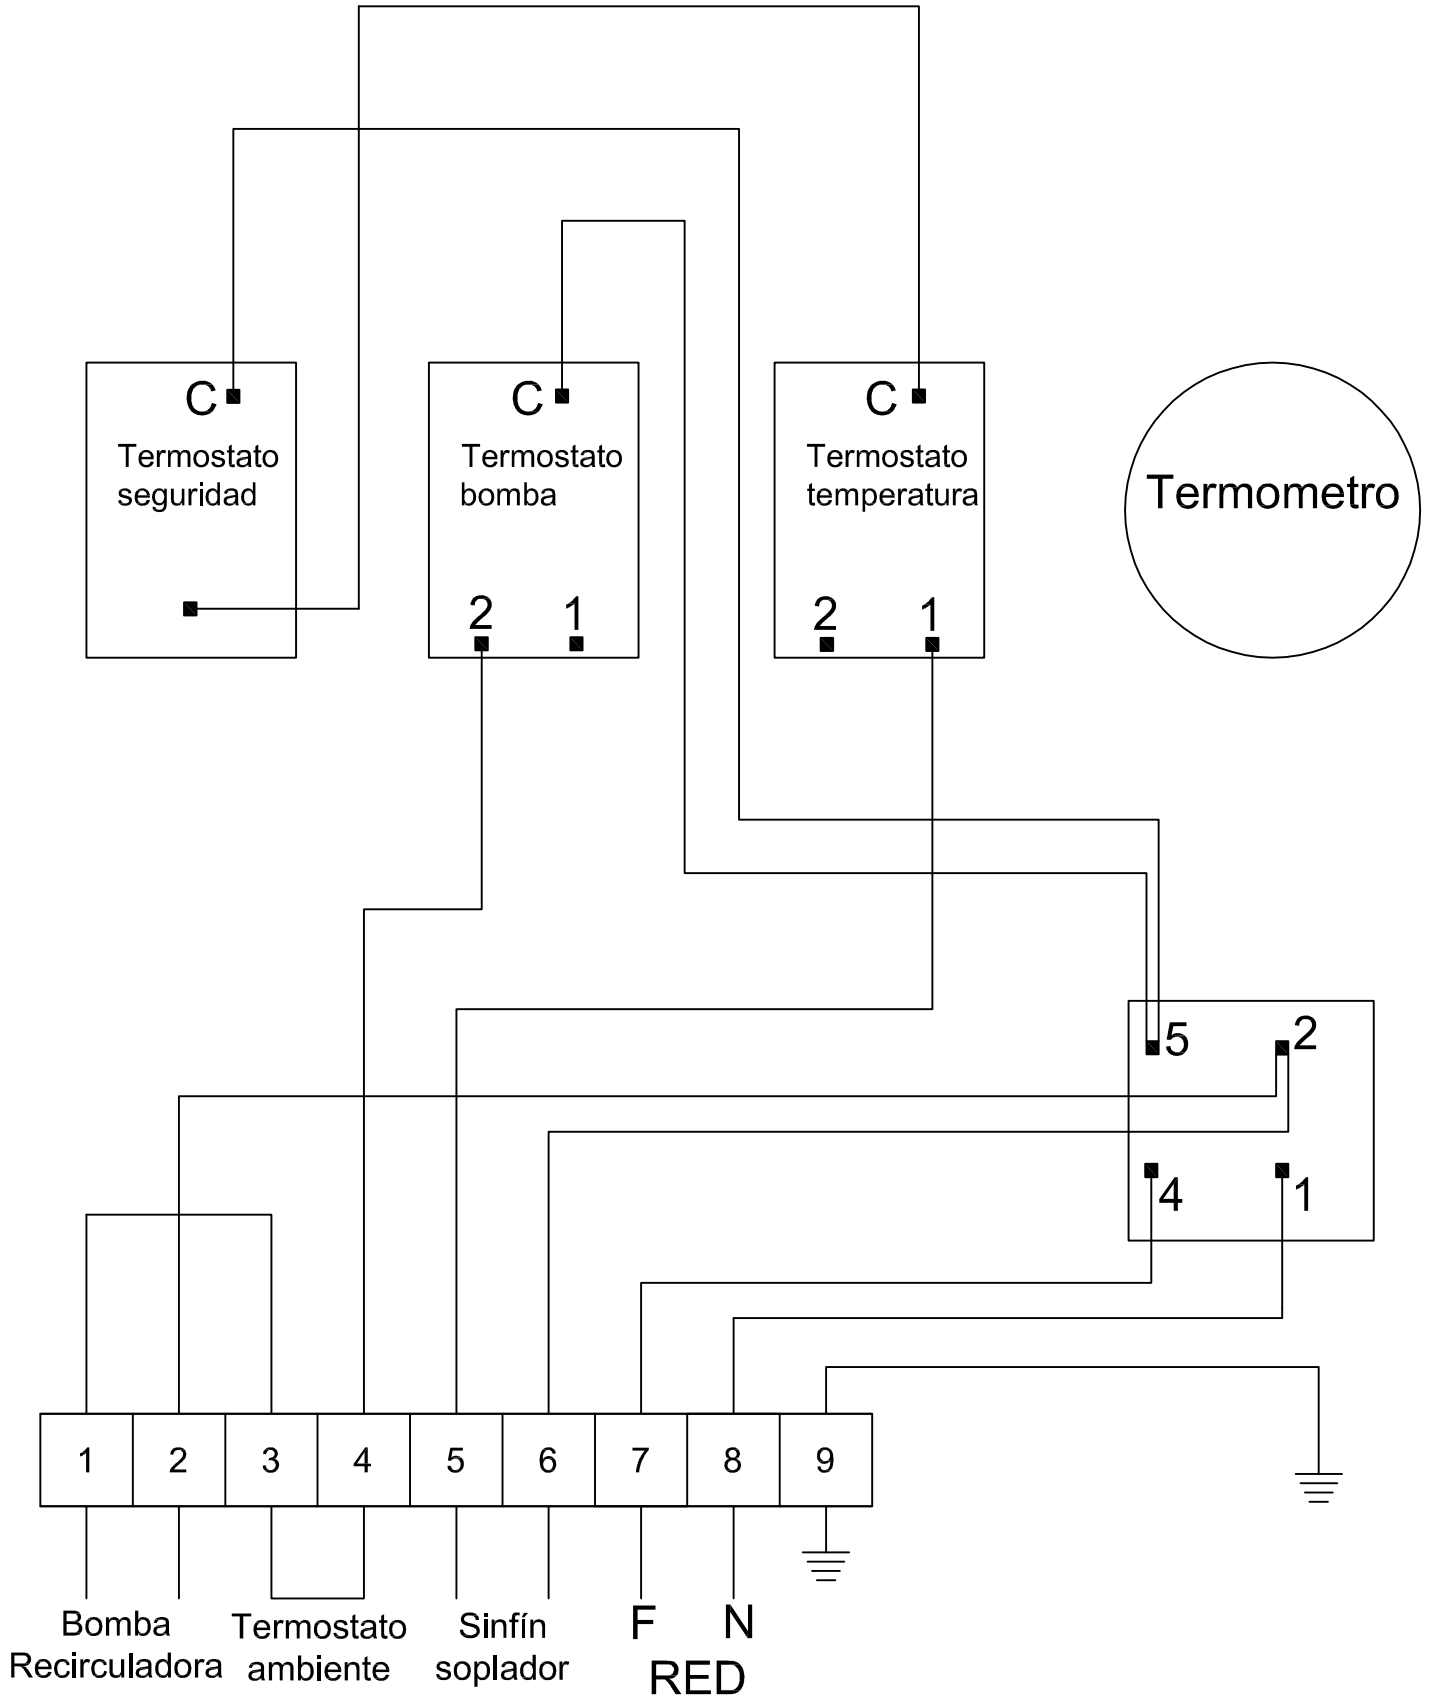 C
Termostato
seguridad
C
Termostato
bomba
2 1
C
Termostato
temperatura
2 1
Termometro
5 2
4 1
1 2 3 4 5 6 7 8 9
Bomba
Recirculadora
Termostato
ambiente
Sinfín
soplador
F N
RED